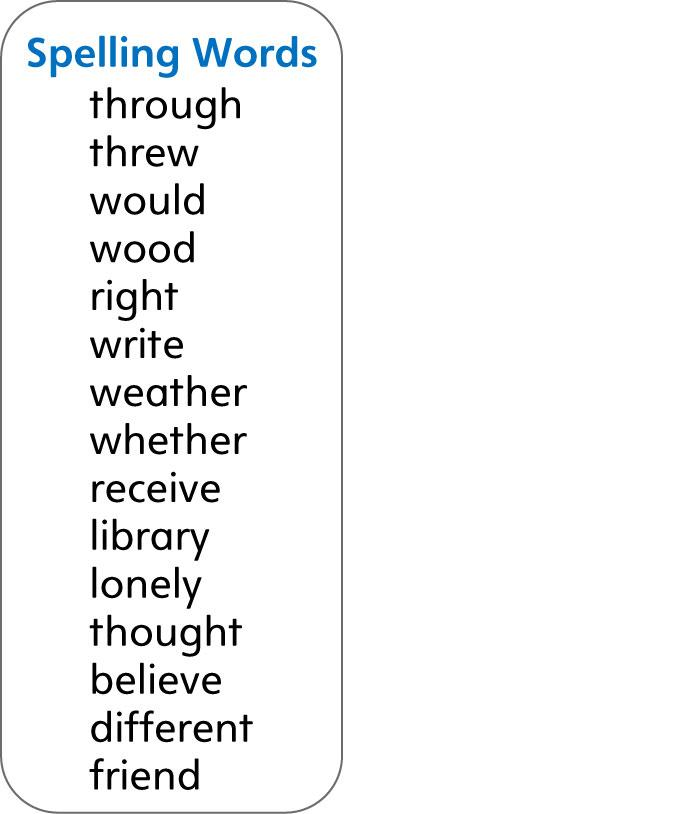 Spelling Words
through
threw
would
wood
right
write
weather
whether
receive
library
lonely
thought
believe
different
friend